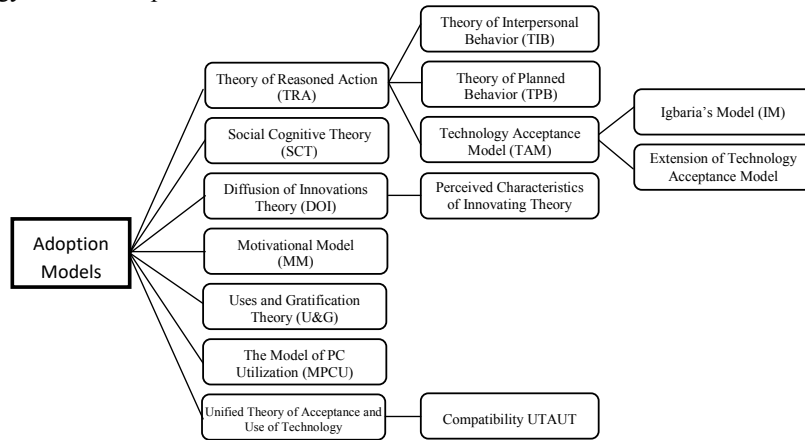 Theory of Interpersonal
Behavior (TIB)
Theory of Reasoned Action
(TRA)
Theory of Planned
Behavior (TPB)
Igbaria's Model (IM)
Social Cognitive Theory
(SCT)
Technology Acceptance
Model (TAM)
Extension of Technology
Acceptance Model
Diffusion of Innovations
Theory (DOI)
Perceived Characteristics
of Innovating Theory
Adoption
Models
Motivational Model
(MM)
Uses and Gratification
Theory (U&G)
The Model of PC
Utilization (MPCU)
Unified Theory of Acceptance and
Use of Technology
Compatibility UTAUT